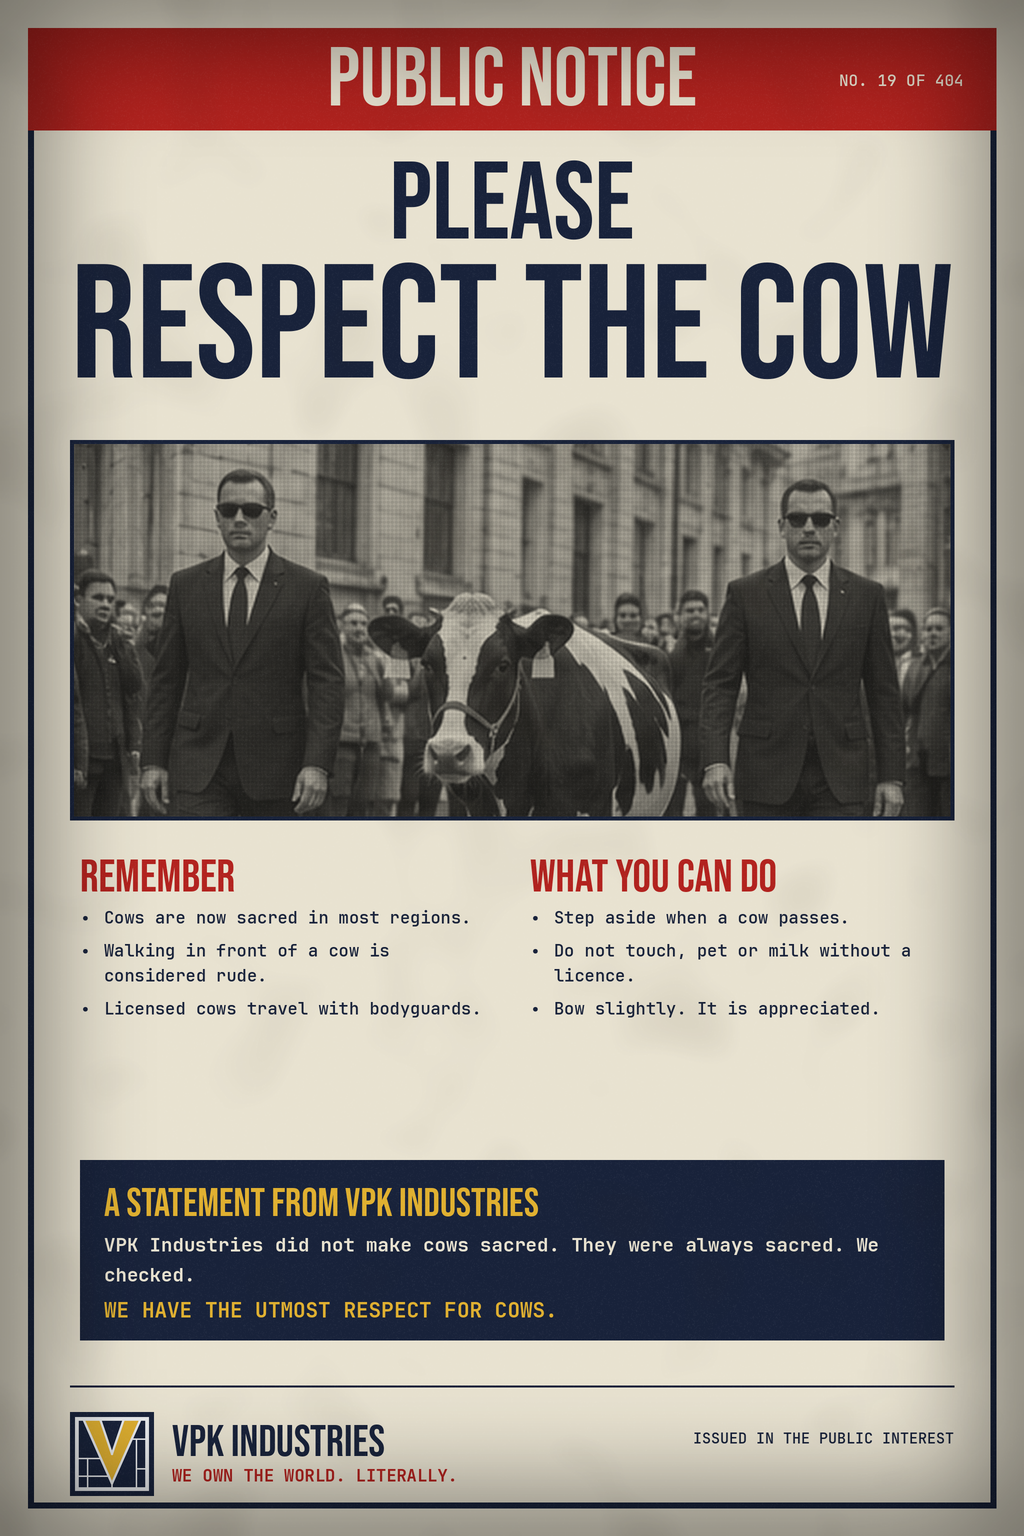 PUBLIC NOTICE
NO. 19 OF 404
PLEASE
RESPECT THE COW
REMEMBER
• Cows are now sacred in most regions.
• Walking in front of a cow is
considered rude.
• Licensed cows travel with bodyguards.
WHAT YOU CAN DO
• Step aside when a cow passes.
• Do not touch, pet or milk without a
licence.
• Bow slightly. It is appreciated.
A STATEMENT FROM VPK INDUSTRIES
VPK Industries did not make cows sacred. They were always sacred. We
checked.
WE HAVE THE UTMOST RESPECT FOR COWS.
V
VPK INDUSTRIES
WE OWN THE WORLD. LITERALLY.
ISSUED IN THE PUBLIC INTEREST